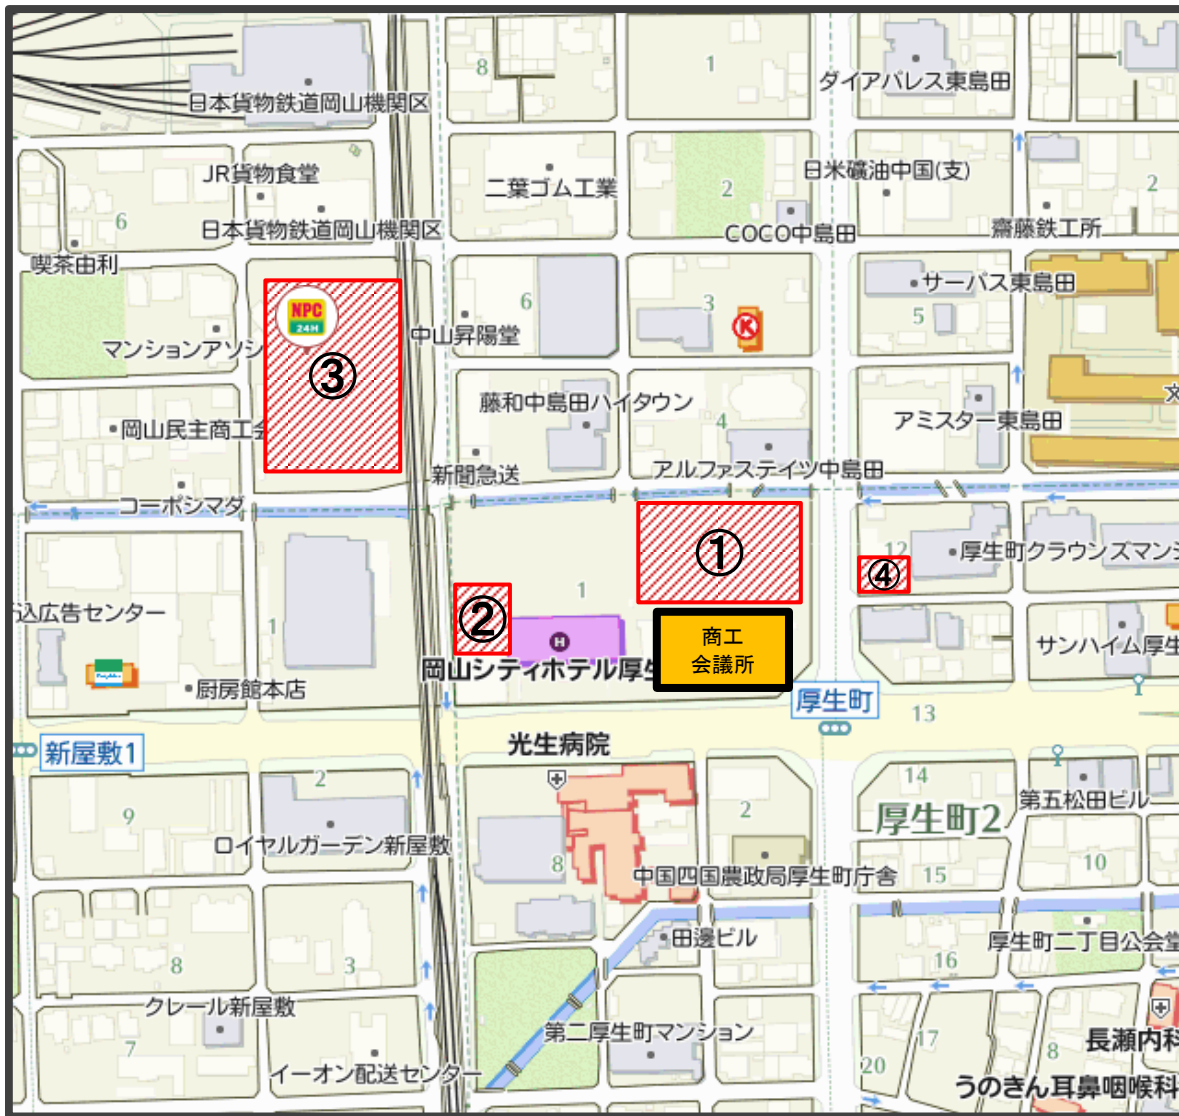 8
1
ダイアパレス東島田
1
日本貨物鉄道岡山機関区
JR貨物食堂
二葉ゴム工業
2
日米礦油中国(支)
2
6
日本貨物鉄道岡山機関区
COCO中島田
齋藤鉄工所
喫茶由利
サーパス東島田
NPC
24H
6
3
K
5
中山昇陽堂
マンションアソシ
③
藤和中島田ハイタウン
4
アミスター東島田
文
岡山民主商工会
新聞急送
アルファステイツ中島田
コーポシマダ
①
12
厚生町クラウンズマンシ
④
1
②
込広告センター
1
商工
会議所
H
サンハイム厚生
岡山シティホテル厚生
厨房館本店
厚生町
13
新屋敷1
光生病院
2
14
第五松田ビル
9
2
厚生町2
ロイヤルガーデン新屋敷
8
中国四国農政局厚生町庁舎
15
10
田邊ビル
厚生町二丁目公会堂
8
3
16
クレール新屋敷
7
第二厚生町マンション
17
8
長瀬内科
イーオン配送センター
20
うのきん耳鼻咽喉科